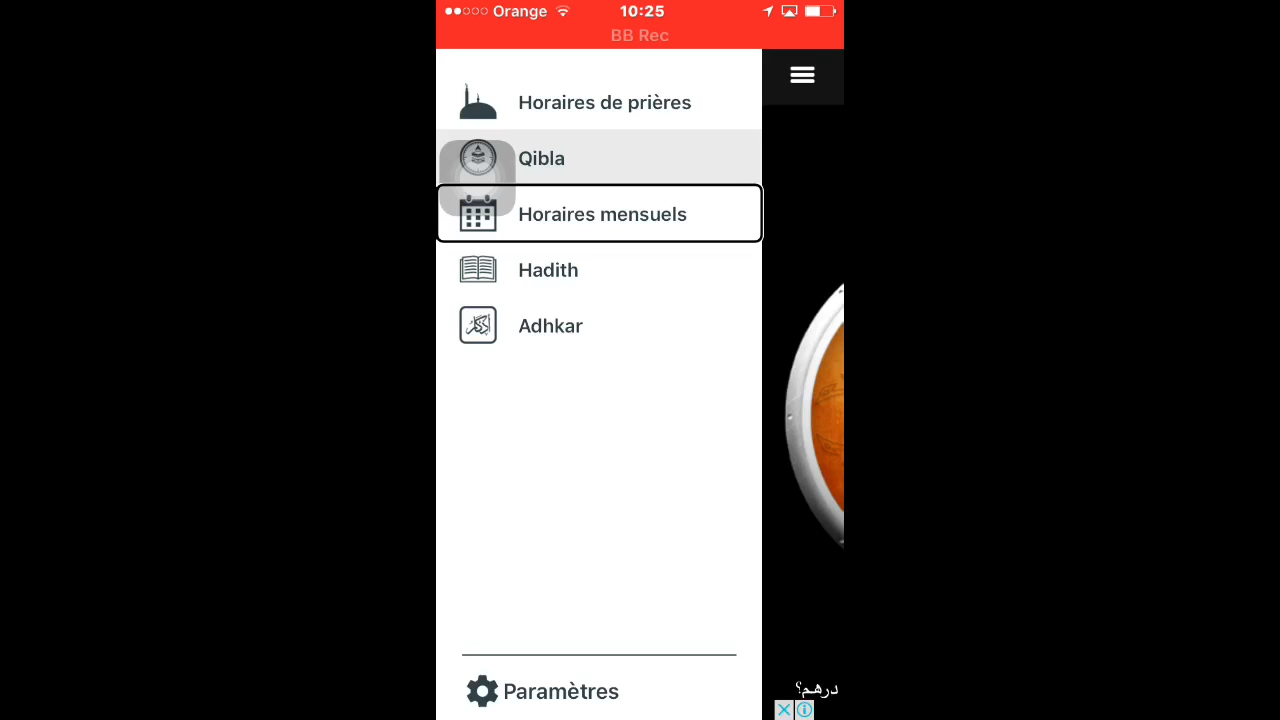 Orange 10:25
BB Rec
Horaires de prières
Qibla
Horaires mensuels
Hadith
Adhkar
Paramètres
درهم؟